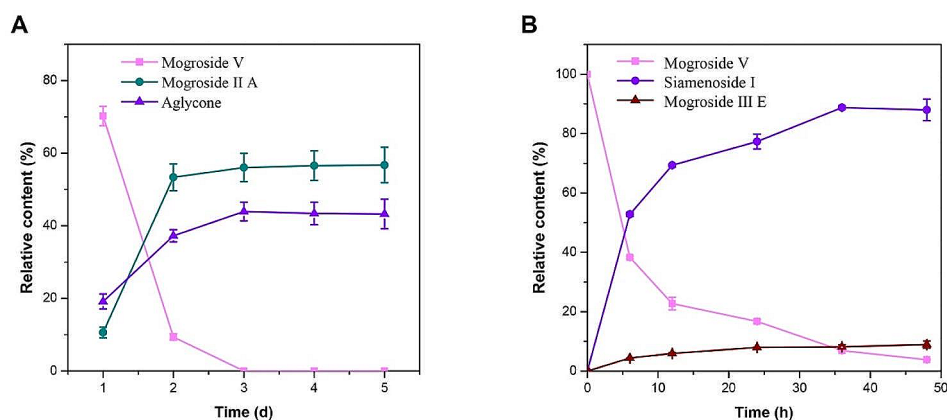 A
Mogroside V
Mogroside II A
Aglycone
80
60
40
20
0
Relative content (%)
1 2 3 4 5
Time (d)
B
Mogroside V
Siamenoside I
Mogroside III E
100
80
60
40
20
0
Relative content (%)
0 10 20 30 40 50
Time (h)